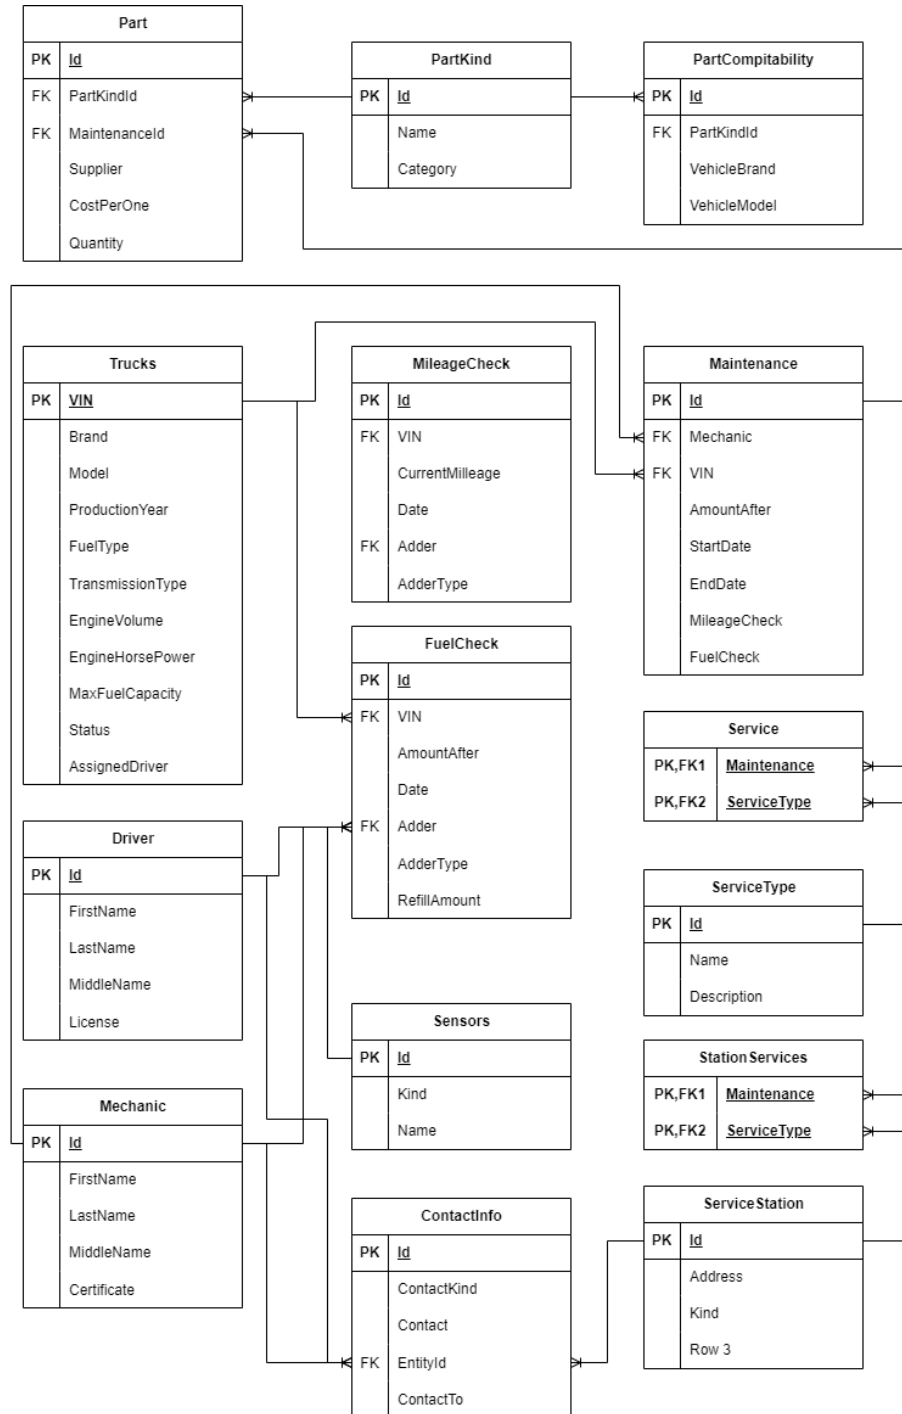 Part
PK Id
FK PartKindId
FK MaintenanceId
Supplier
CostPerOne
Quantity
PartKind
PK Id
Name
Category
PartCompitability
PK Id
FK PartKindId
VehicleBrand
VehicleModel
Trucks
PK VIN
Brand
Model
ProductionYear
FuelType
TransmissionType
EngineVolume
EngineHorsePower
MaxFuelCapacity
Status
AssignedDriver
MileageCheck
PK Id
FK VIN
CurrentMilleage
Date
FK Adder
AdderType
Maintenance
PK Id
FK Mechanic
FK VIN
AmountAfter
StartDate
EndDate
MileageCheck
FuelCheck
FuelCheck
PK Id
FK VIN
AmountAfter
Date
FK Adder
AdderType
RefillAmount
Service
PK,FK1 Maintenance
PK,FK2 ServiceType
Driver
PK Id
FirstName
LastName
MiddleName
License
ServiceType
PK Id
Name
Description
Sensors
PK Id
Kind
Name
StationServices
PK,FK1 Maintenance
PK,FK2 ServiceType
Mechanic
PK Id
FirstName
LastName
MiddleName
Certificate
ContactInfo
PK Id
ContactKind
Contact
FK EntityId
ContactTo
ServiceStation
PK Id
Address
Kind
Row 3